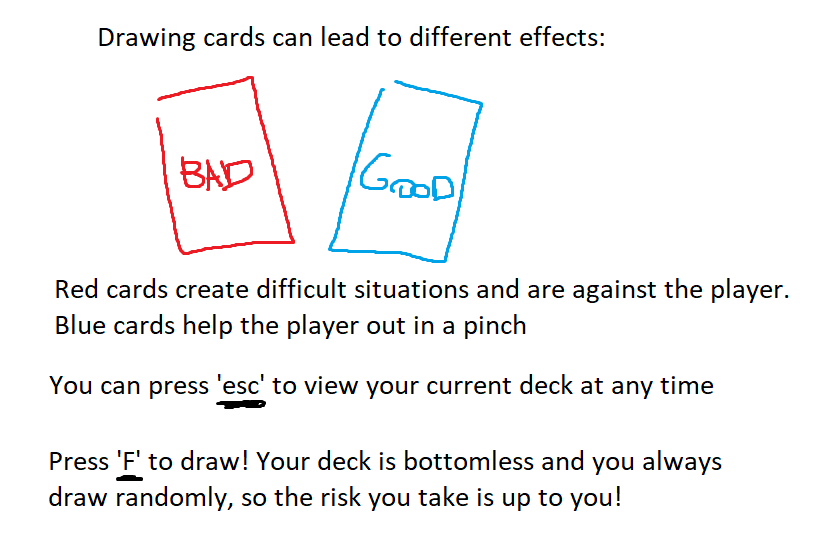 Drawing cards can lead to different effects:
BAD
GOOD
Red cards create difficult situations and are against the player.
Blue cards help the player out in a pinch
You can press 'esc' to view your current deck at any time
Press 'F' to draw! Your deck is bottomless and you always
draw randomly, so the risk you take is up to you!